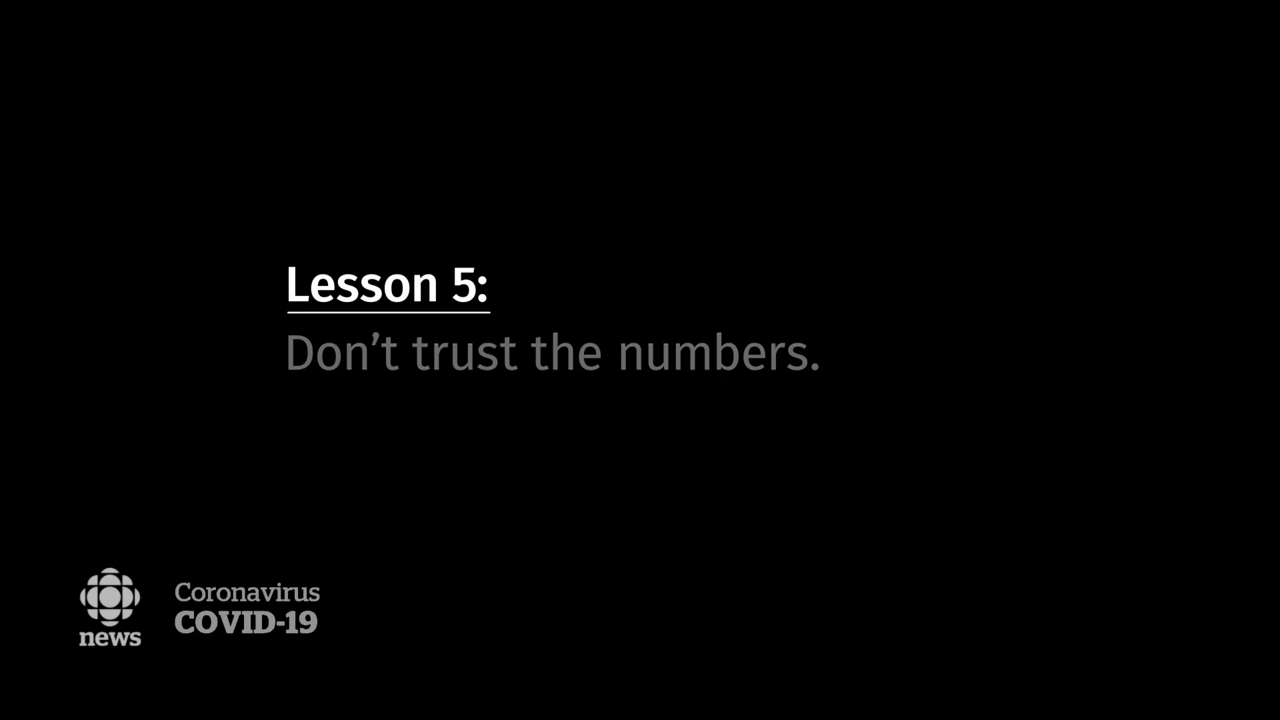 Lesson 5:
Don’t trust the numbers.
news
Coronavirus
COVID-19